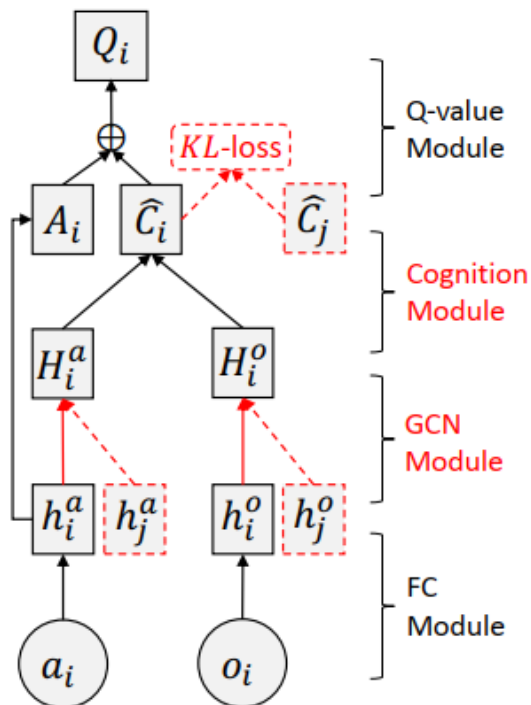 Q_i
⊕
KL-loss
A_i
Ĉ_i
Ĉ_j
H_i^a
H_i^o
h_i^a
h_j^a
h_i^o
h_j^o
a_i
o_i
Q-value
Module
Cognition
Module
GCN
Module
FC
Module